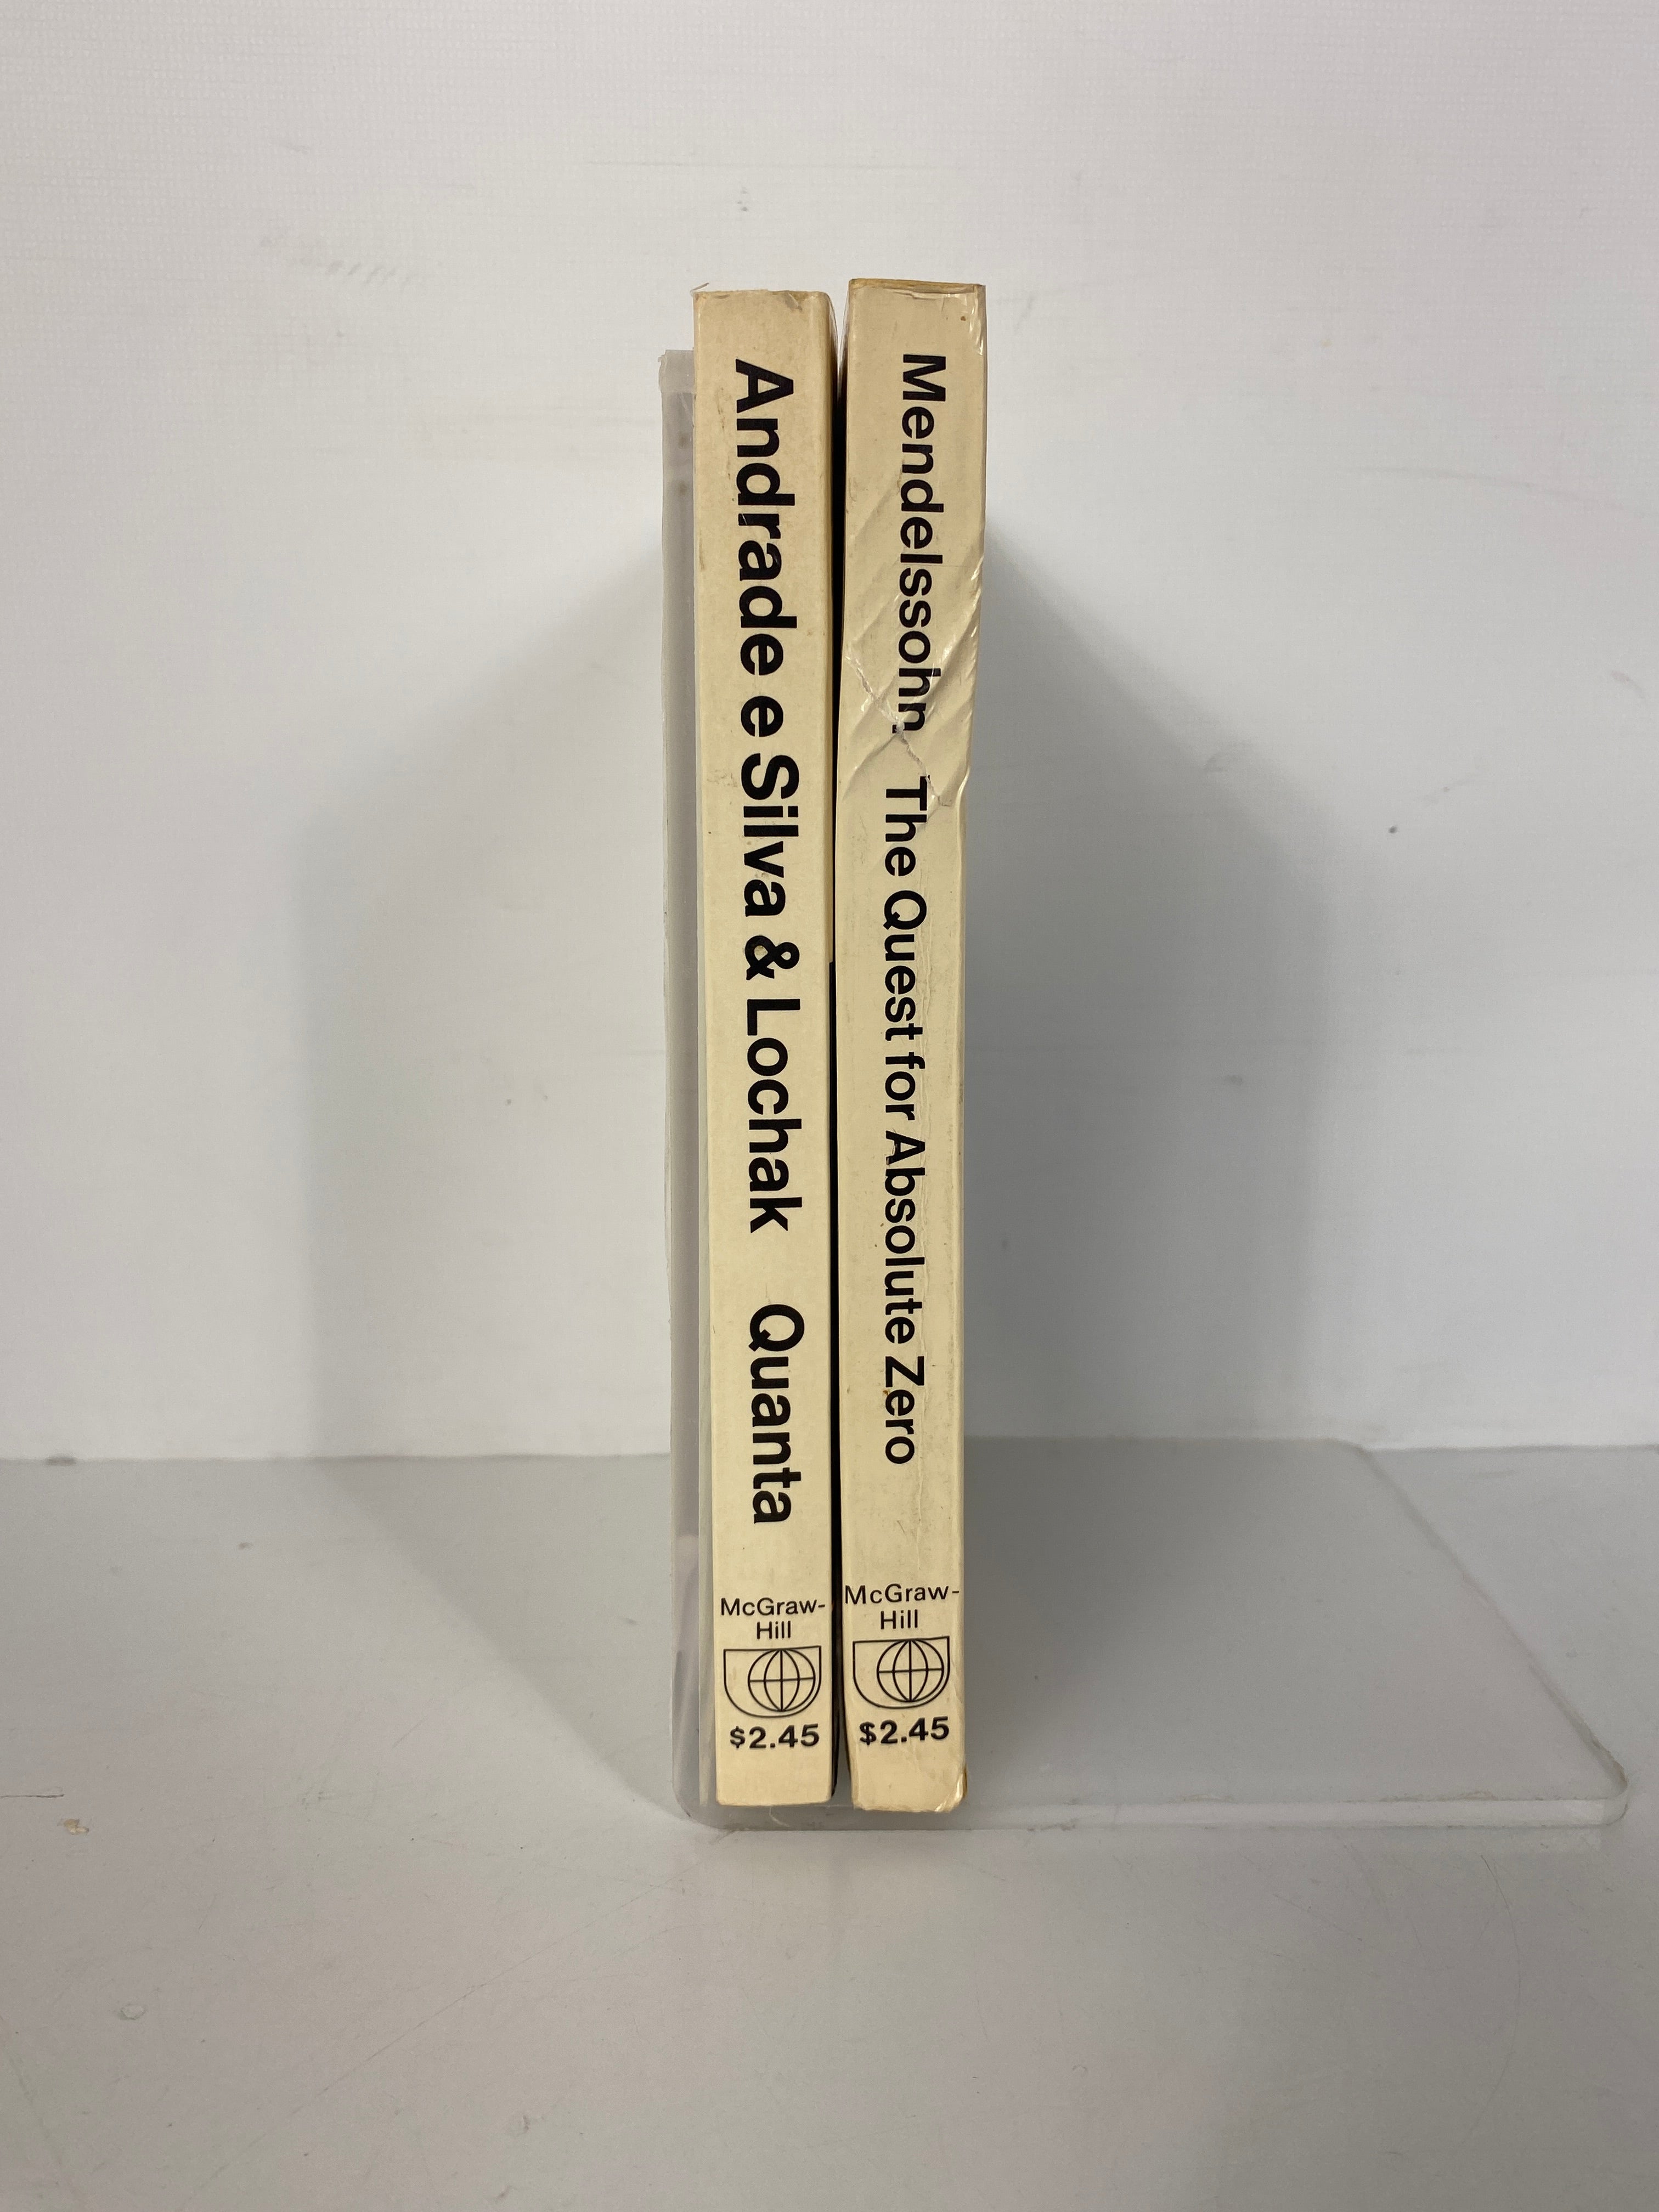 Andrade e Silva & Lochak Quanta
McGraw-
Hill
$2.45
Mendelssohn The Quest for Absolute Zero
McGraw-
Hill
$2.45